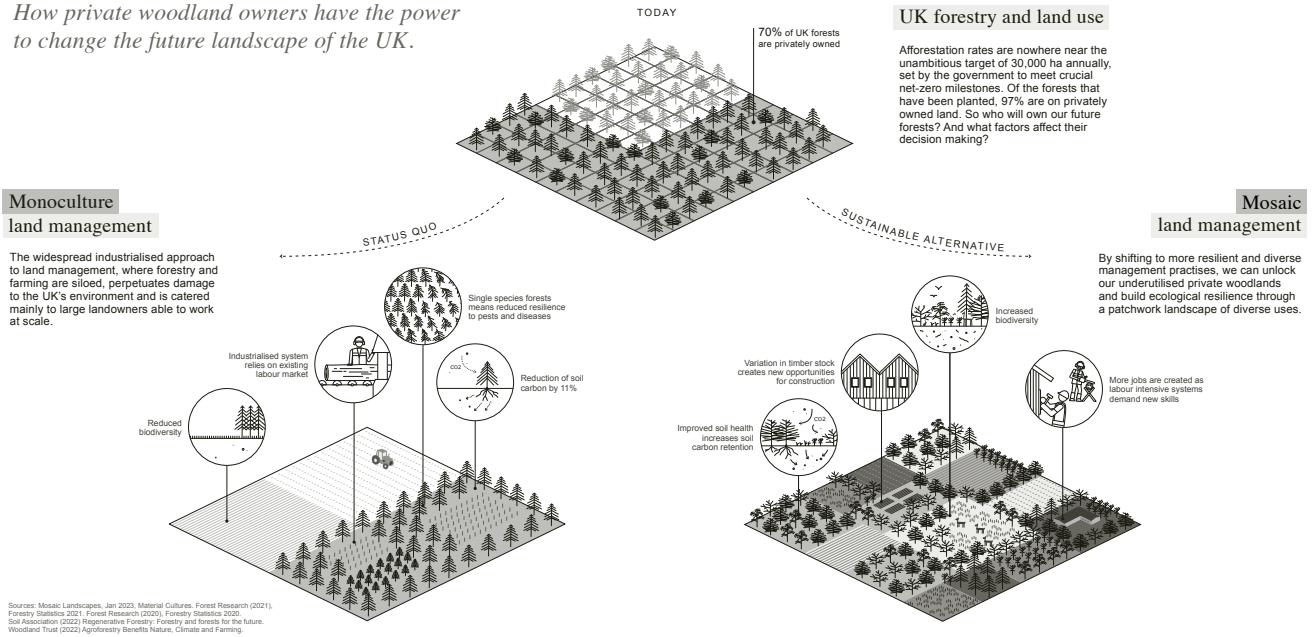 How private woodland owners have the power
to change the future landscape of the UK.
TODAY
70% of UK forests
are privately owned
UK forestry and land use
Afforestation rates are nowhere near the
unambitious target of 30,000 ha annually,
set by the government to meet crucial
net-zero milestones. Of the forests that
have been planted, 97% are on privately
owned land. So who will own our future
forests? And what factors affect their
decision making?
Monoculture
land management
The widespread industrialised approach
to land management, where forestry and
farming are siloed, perpetuates damage
to the UK's environment and is catered
mainly to large landowners able to work
at scale.
STATUS QUO
SUSTAINABLE ALTERNATIVE
Mosaic
land management
By shifting to more resilient and diverse
management practises, we can unlock
our underutilised private woodlands
and build ecological resilience through
a patchwork landscape of diverse uses.
Single species forests
means reduced resilience
to pests and diseases
Industrialised system
relies on existing
labour market
CO2
Reduction of soil
carbon by 11%
Reduced
biodiversity
Increased
biodiversity
Variation in timber stock
creates new opportunities
for construction
More jobs are created as
labour intensive systems
demand new skills
CO2
Improved soil health
increases soil
carbon retention
Sources: Mosaic Landscapes, Jan 2023, Material Cultures. Forest Research (2021),
Forestry Statistics 2021. Forest Research (2020), Forestry Statistics 2020.
Soil Association (2022) Regenerative Forestry: Forestry and forests for the future.
Woodland Trust (2022) Agroforestry Benefits Nature, Climate and Farming.